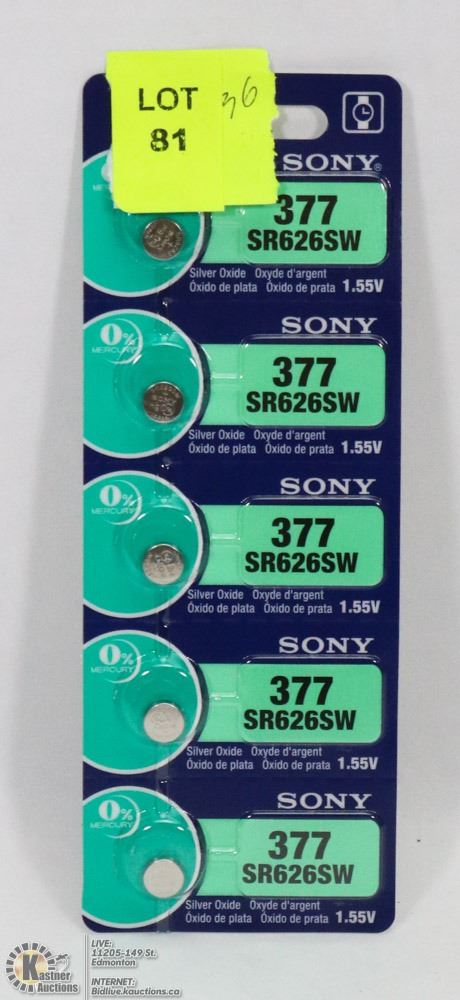 LOT 36
81
SONY®
377
SR626SW
Silver Oxide Oxyde d'argent
Óxido de plata Óxido de prata 1.55V
SONY
0%
MERCURY
377
SR626SW
Silver Oxide Oxyde d'argent
Óxido de plata Óxido de prata 1.55V
SONY
0%
MERCURY
377
SR626SW
Silver Oxide Oxyde d'argent
Óxido de plata Óxido de prata 1.55V
SONY
0%
MERCURY
377
SR626SW
Silver Oxide Oxyde d'argent
Óxido de plata Óxido de prata 1.55V
SONY
0%
MERCURY
377
SR626SW
Silver Oxide Oxyde d'argent
Óxido de plata Óxido de prata 1.55V
Kastner
Auctions
LIVE:
11205-149 St.
Edmonton
INTERNET:
Bidlive.kauctions.ca